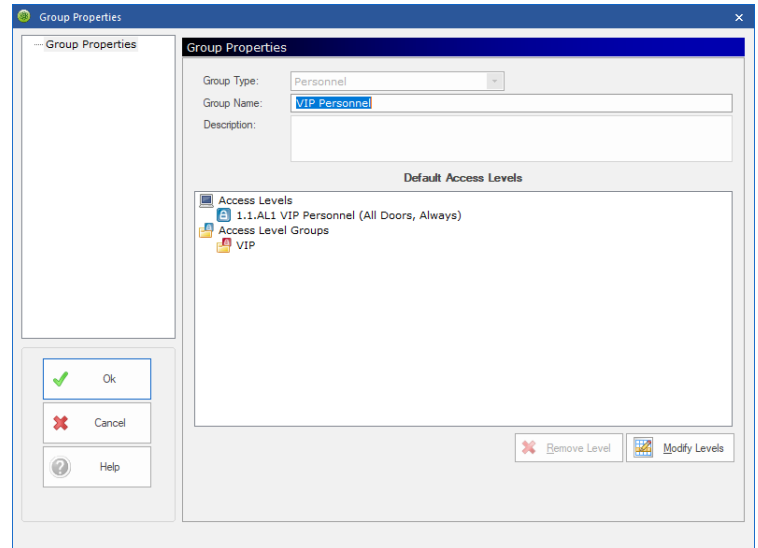 Group Properties
Group Properties
Group Properties
Group Type:
Personnel
Group Name:
VIP Personnel
Description:
Default Access Levels
Access Levels
1.1.AL1 VIP Personnel (All Doors, Always)
Access Level Groups
VIP
Ok
Cancel
Help
Remove Level
Modify Levels